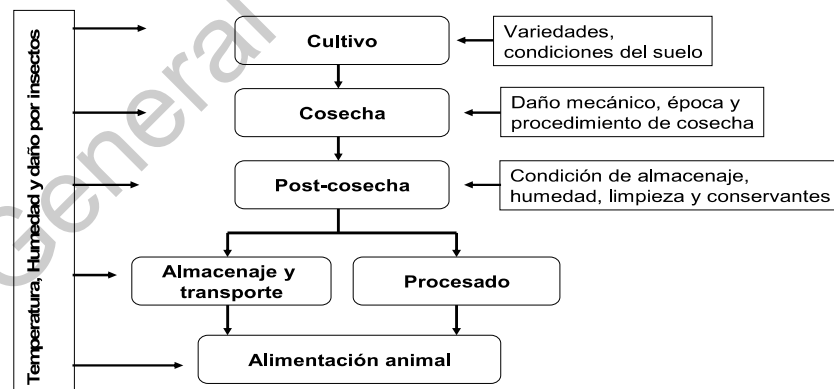 Temperatura, Humedad y daño por insectos
Cultivo
Variedades,
condiciones del suelo
Cosecha
Daño mecánico, época y
procedimiento de cosecha
Post-cosecha
Condición de almacenaje,
humedad, limpieza y conservantes
Almacenaje y
transporte
Procesado
Alimentación animal
General